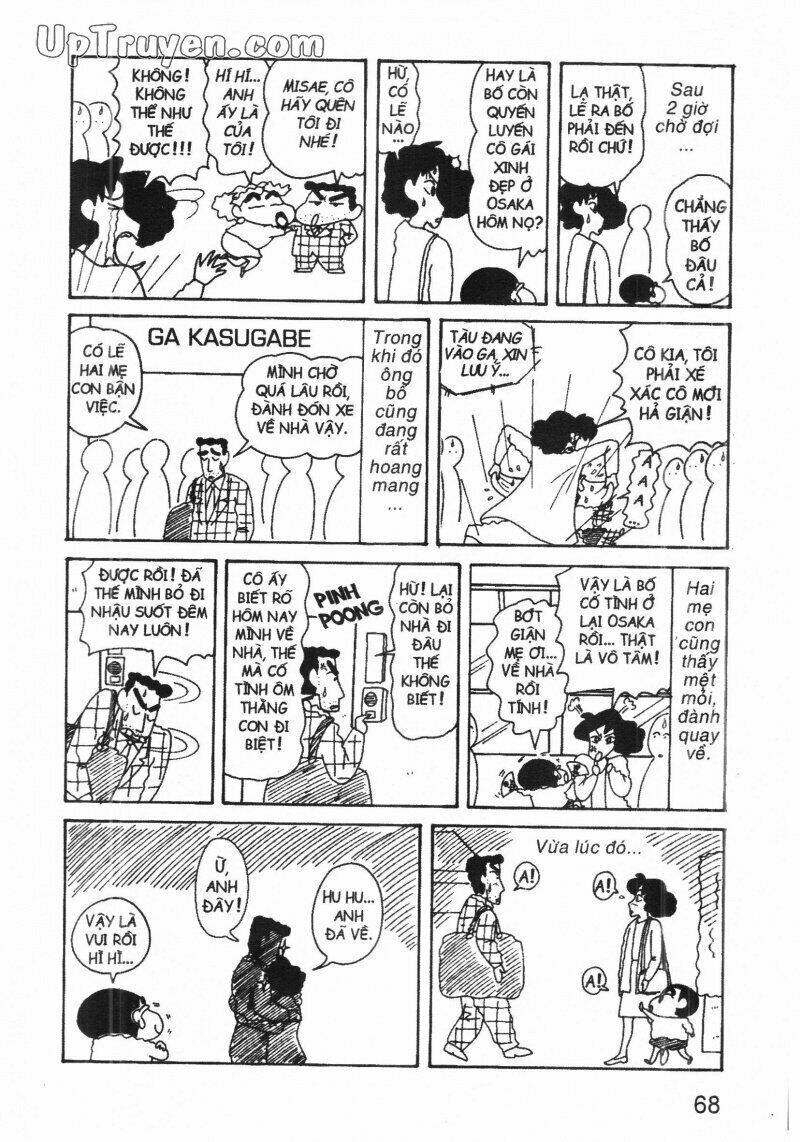 UpTruyen.com
Sau
2 giờ
chờ đợi
...
LẠ THẬT,
LẼ RA BỐ
PHẢI ĐẾN
RỒI CHỨ!
CHẲNG
THẤY
BỐ
ĐÂU
CẢ!
HAY LÀ
BỐ CÒN
QUYẾN
LUYẾN
CÔ GÁI
XINH
ĐẸP Ở
OSAKA
HÔM NỌ?
HỪ,
CÓ
LẼ
NÀO
...
MISAE, CÔ
HÃY QUÊN
TÔI ĐI
NHÉ!
HÍ HÍ...
ANH
ẤY LÀ
CỦA TÔI!
KHÔNG!
KHÔNG
THỂ NHƯ
THẾ
ĐƯỢC!!!
CÔ KIA, TÔI
PHẢI XÉ
XÁC CÔ MỚI
HẢ GIẬN!
TÀU ĐANG
VÀO GA, XIN
LƯU Ý...
A
A
A
...
Trong
khi đó
ông
bố
cũng
đang
rất
hoang
mang
...
GA KASUGABE
MÌNH CHỜ
QUÁ LÂU RỒI,
ĐÀNH ĐÓN XE
VỀ NHÀ VẬY.
CÓ LẼ
HAI MẸ
CON BẬN
VIỆC.
Hai
mẹ
con
cũng
thấy
mệt
mỏi,
đành
quay
về.
VẬY LÀ BỐ
CỐ TÌNH Ở
LẠI OSAKA
RỒI... THẬT
LÀ VÔ TÂM!
BỚT
GIẬN
MẸ ƠI...
VỀ NHÀ
RỒI
TÍNH!
HỪ! LẠI
CÒN BỎ
NHÀ ĐI
ĐÂU
THẾ
KHÔNG
BIẾT!
PINH
POONG
CÔ ẤY
BIẾT RÕ
HÔM NAY
MÌNH VỀ
NHÀ, THẾ
MÀ CỐ
TÌNH ÔM
THẰNG
CON ĐI
BIỆT!
ĐƯỢC RỒI! ĐÃ
THẾ MÌNH BỎ ĐI
NHẬU SUỐT ĐÊM
NAY LUÔN!
Vừa lúc đó...
A!
A!
A!
HU HU...
ANH
ĐÃ VỀ.
Ừ,
ANH
ĐÂY!
VẬY LÀ
VUI RỒI
HÌ HÌ...
68